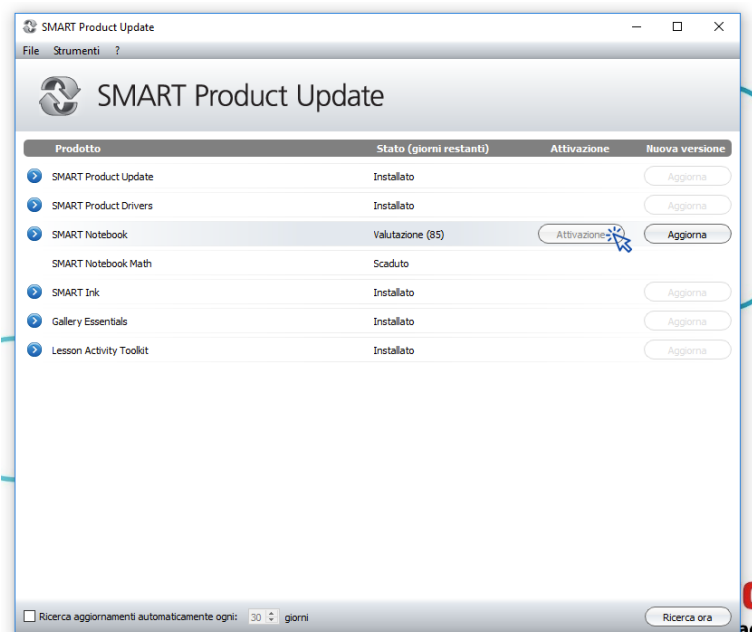 SMART Product Update
File Strumenti ?
SMART Product Update
Prodotto Stato (giorni restanti) Attivazione Nuova versione
SMART Product Update Installato Aggiorna
SMART Product Drivers Installato Aggiorna
SMART Notebook Valutazione (85) Attivazione Aggiorna
SMART Notebook Math Scaduto
SMART Ink Installato Aggiorna
Gallery Essentials Installato Aggiorna
Lesson Activity Toolkit Installato Aggiorna
Ricerca aggiornamenti automaticamente ogni: 30 giorni Ricerca ora